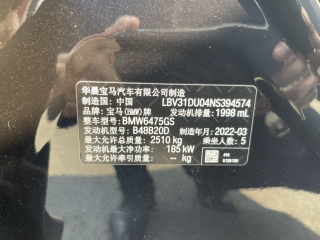 华晨宝马汽车有限公司制造
制造国：中国 LBV31DU04NS394574
品牌：宝马(BMW)牌 发动机排量：1998 mL
整车型号：BMW6475GS
发动机型号：B48B20D 制造年月：2022-03
最大允许总质量：2510 kg 乘坐人数：5
发动机最大净功率：185 kW
最大允许牵引质量：-- kg